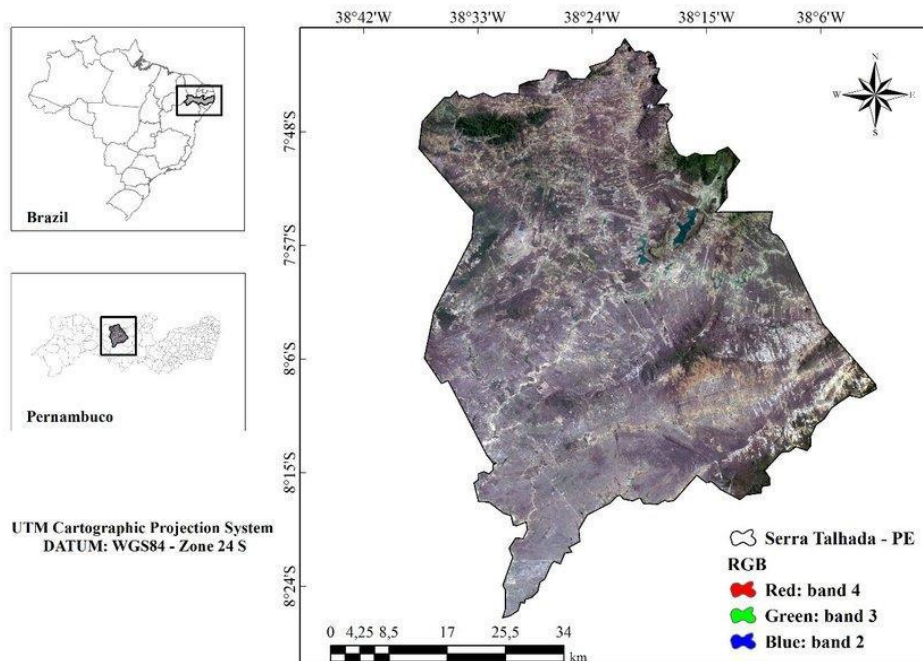 38°42'W 38°33'W 38°24'W 38°15'W 38°6'W
Brazil
Pernambuco
UTM Cartographic Projection System
DATUM: WGS84 - Zone 24 S
7°48'S
7°57'S
8°6'S
8°15'S
8°24'S
N
W E
S
Serra Talhada - PE
RGB
Red: band 4
Green: band 3
Blue: band 2
0 4,25 8,5 17 25,5 34
km